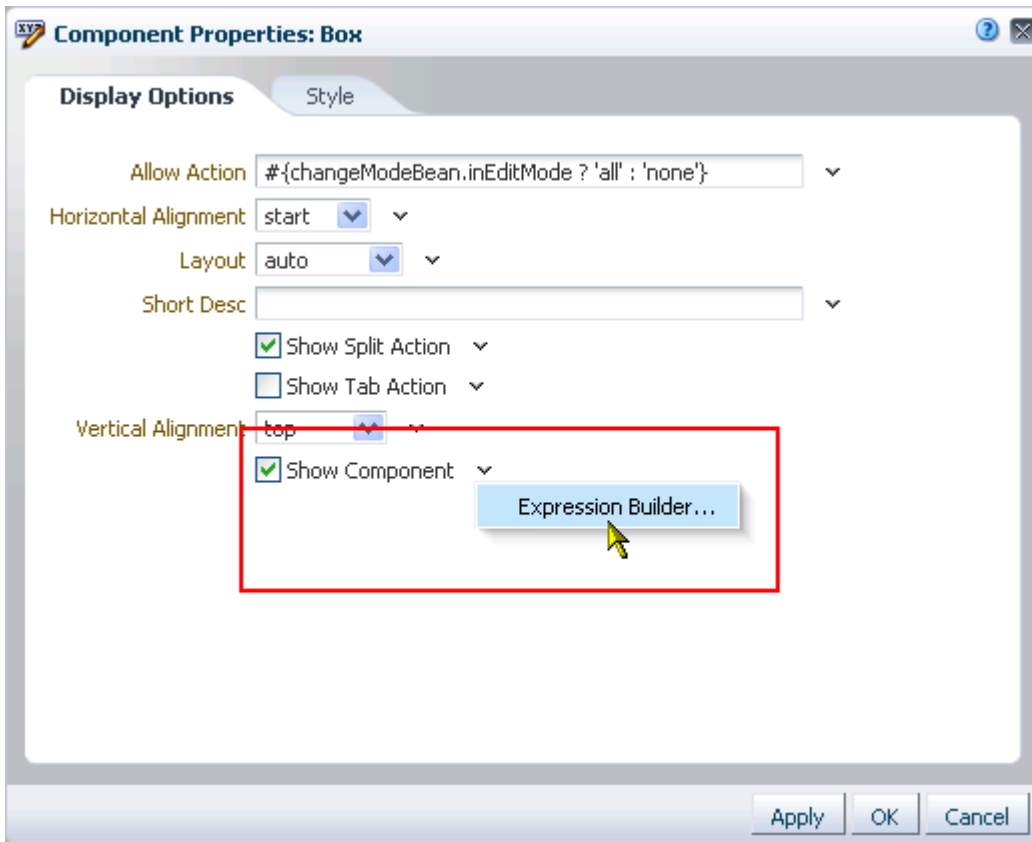 Component Properties: Box
Display Options Style
Allow Action #{changeModeBean.inEditMode ? 'all' : 'none'}
Horizontal Alignment start
Layout auto
Short Desc
Show Split Action
Show Tab Action
Vertical Alignment top
Show Component
Expression Builder...
Apply OK Cancel